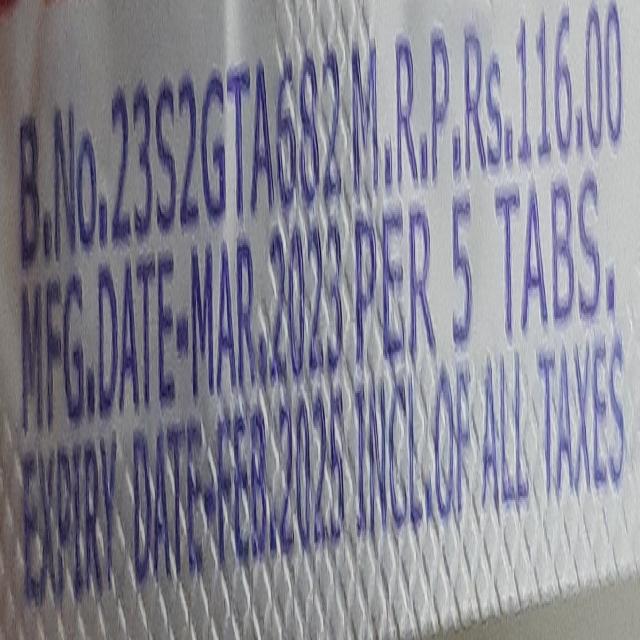 B.No.23S2GTA682 M.R.P.Rs.116.00
MFG.DATE-MAR.2023 PER 5 TABS.
EXPIRY DATE-FEB.2025 INCL.OF ALL TAXES